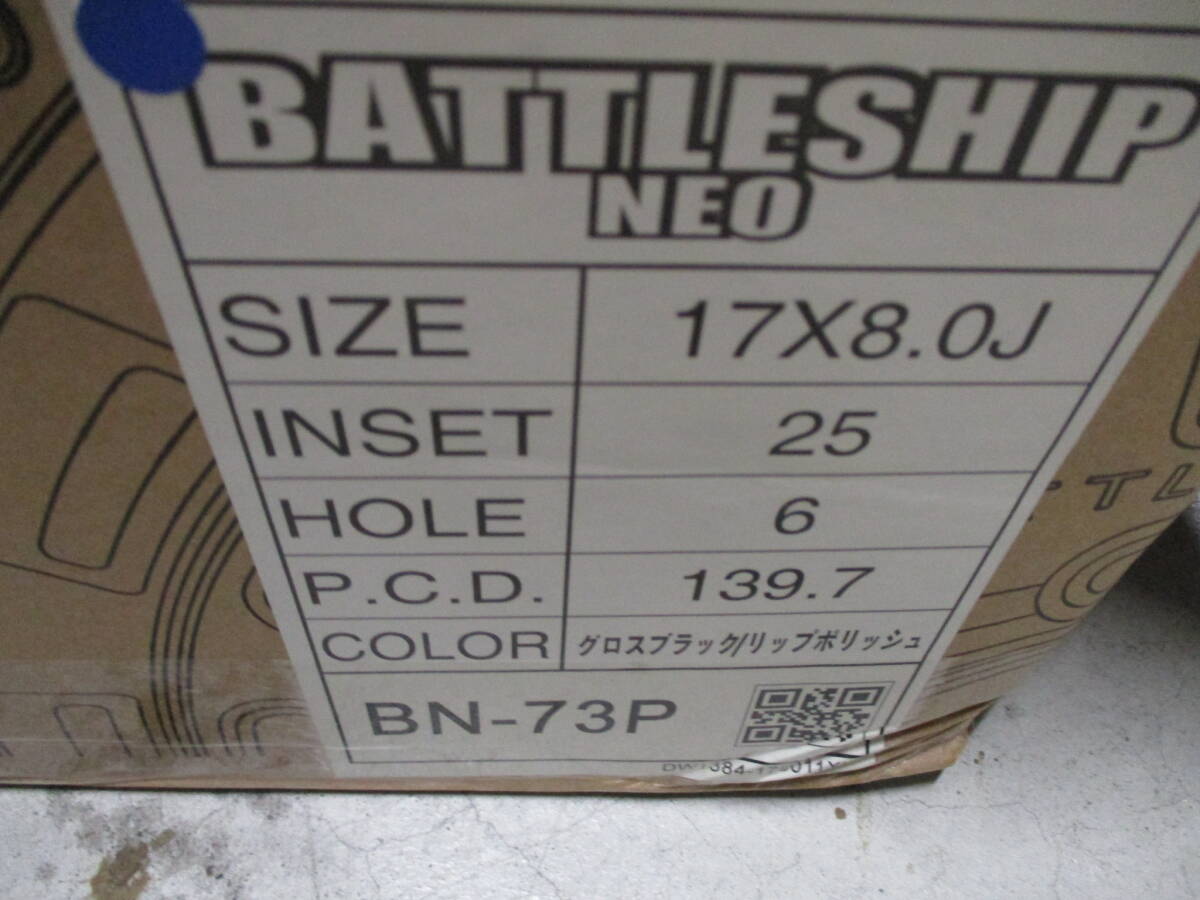 BATTLESHIP
NEO
SIZE 17X8.0J
INSET 25
HOLE 6
P.C.D. 139.7
COLOR グロスブラック/リップポリッシュ
BN-73P